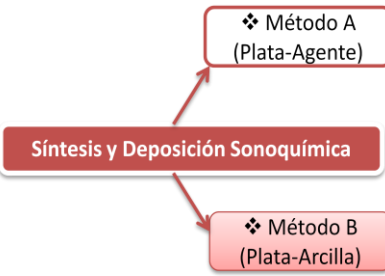 ❖ Método A
(Plata-Agente)
Síntesis y Deposición Sonoquímica
❖ Método B
(Plata-Arcilla)